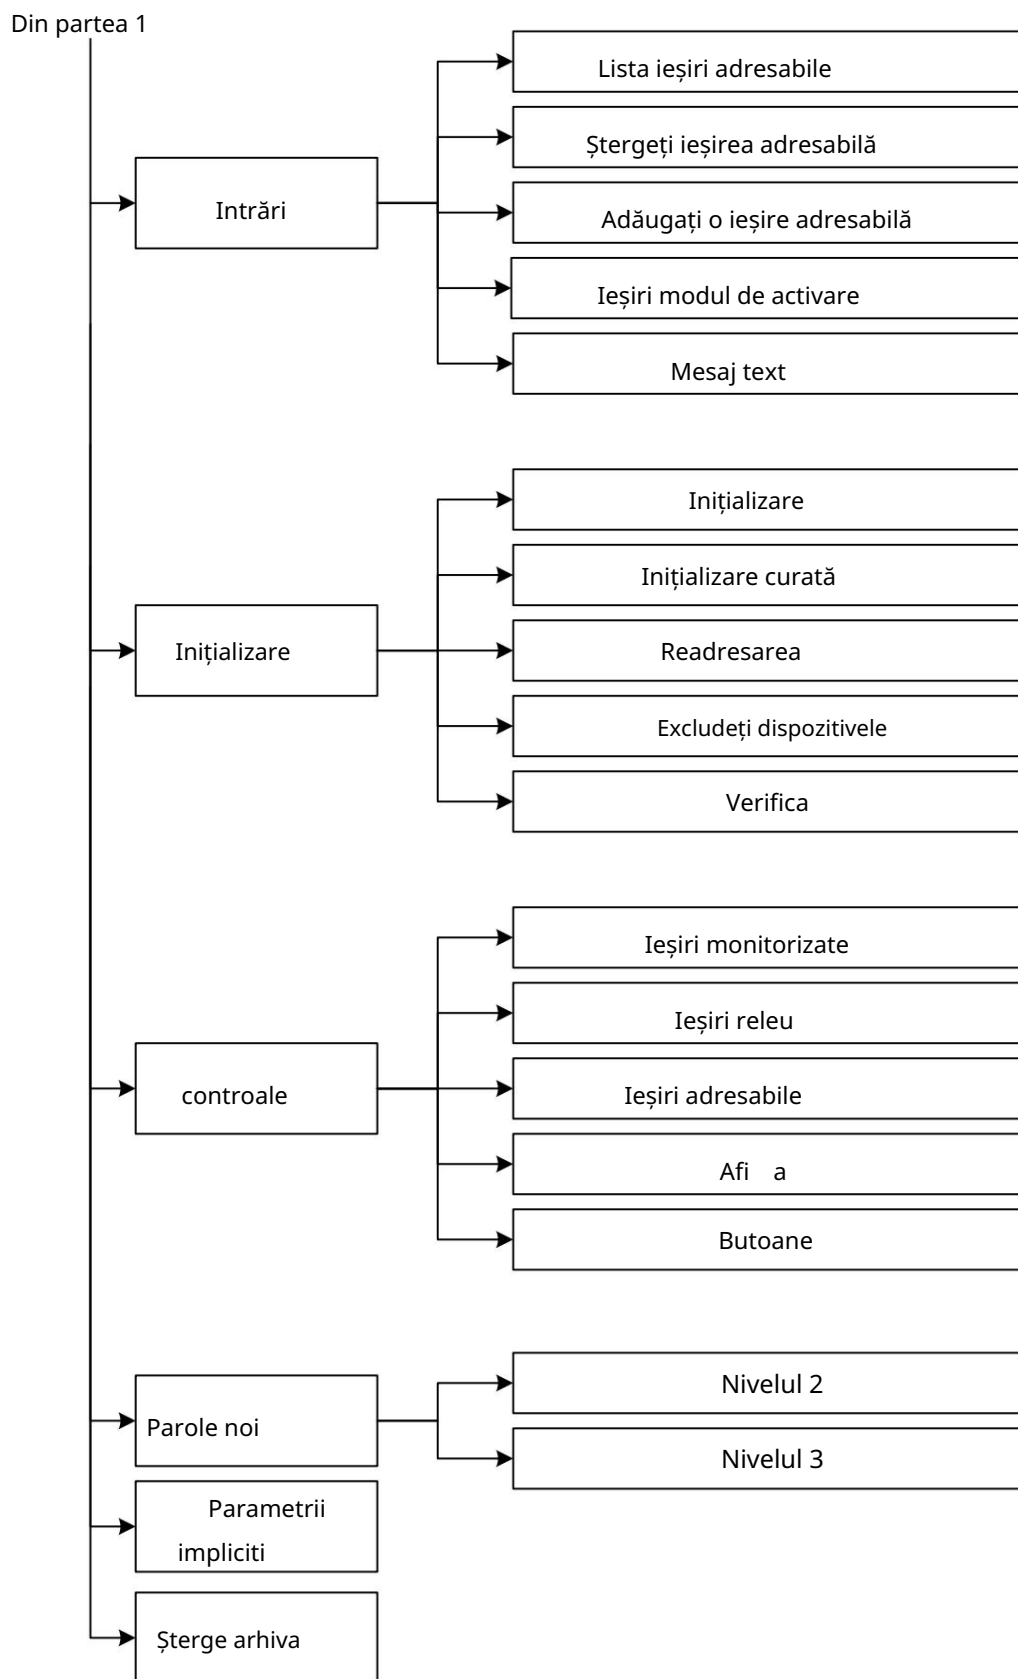 Din partea 1
Lista ieșiri adresabile
Ștergeți ieșirea adresabilă
Intrări
Adăugați o ieșire adresabilă
Ieșiri modul de activare
Mesaj text
Inițializare
Inițializare curată
Inițializare
Readresarea
Excludeți dispozitivele
Verifica
Ieșiri monitorizate
Ieșiri releu
controale
Ieșiri adresabile
Afi a
Butoane
Nivelul 2
Parole noi
Nivelul 3
Parametrii
impliciti
Șterge arhiva